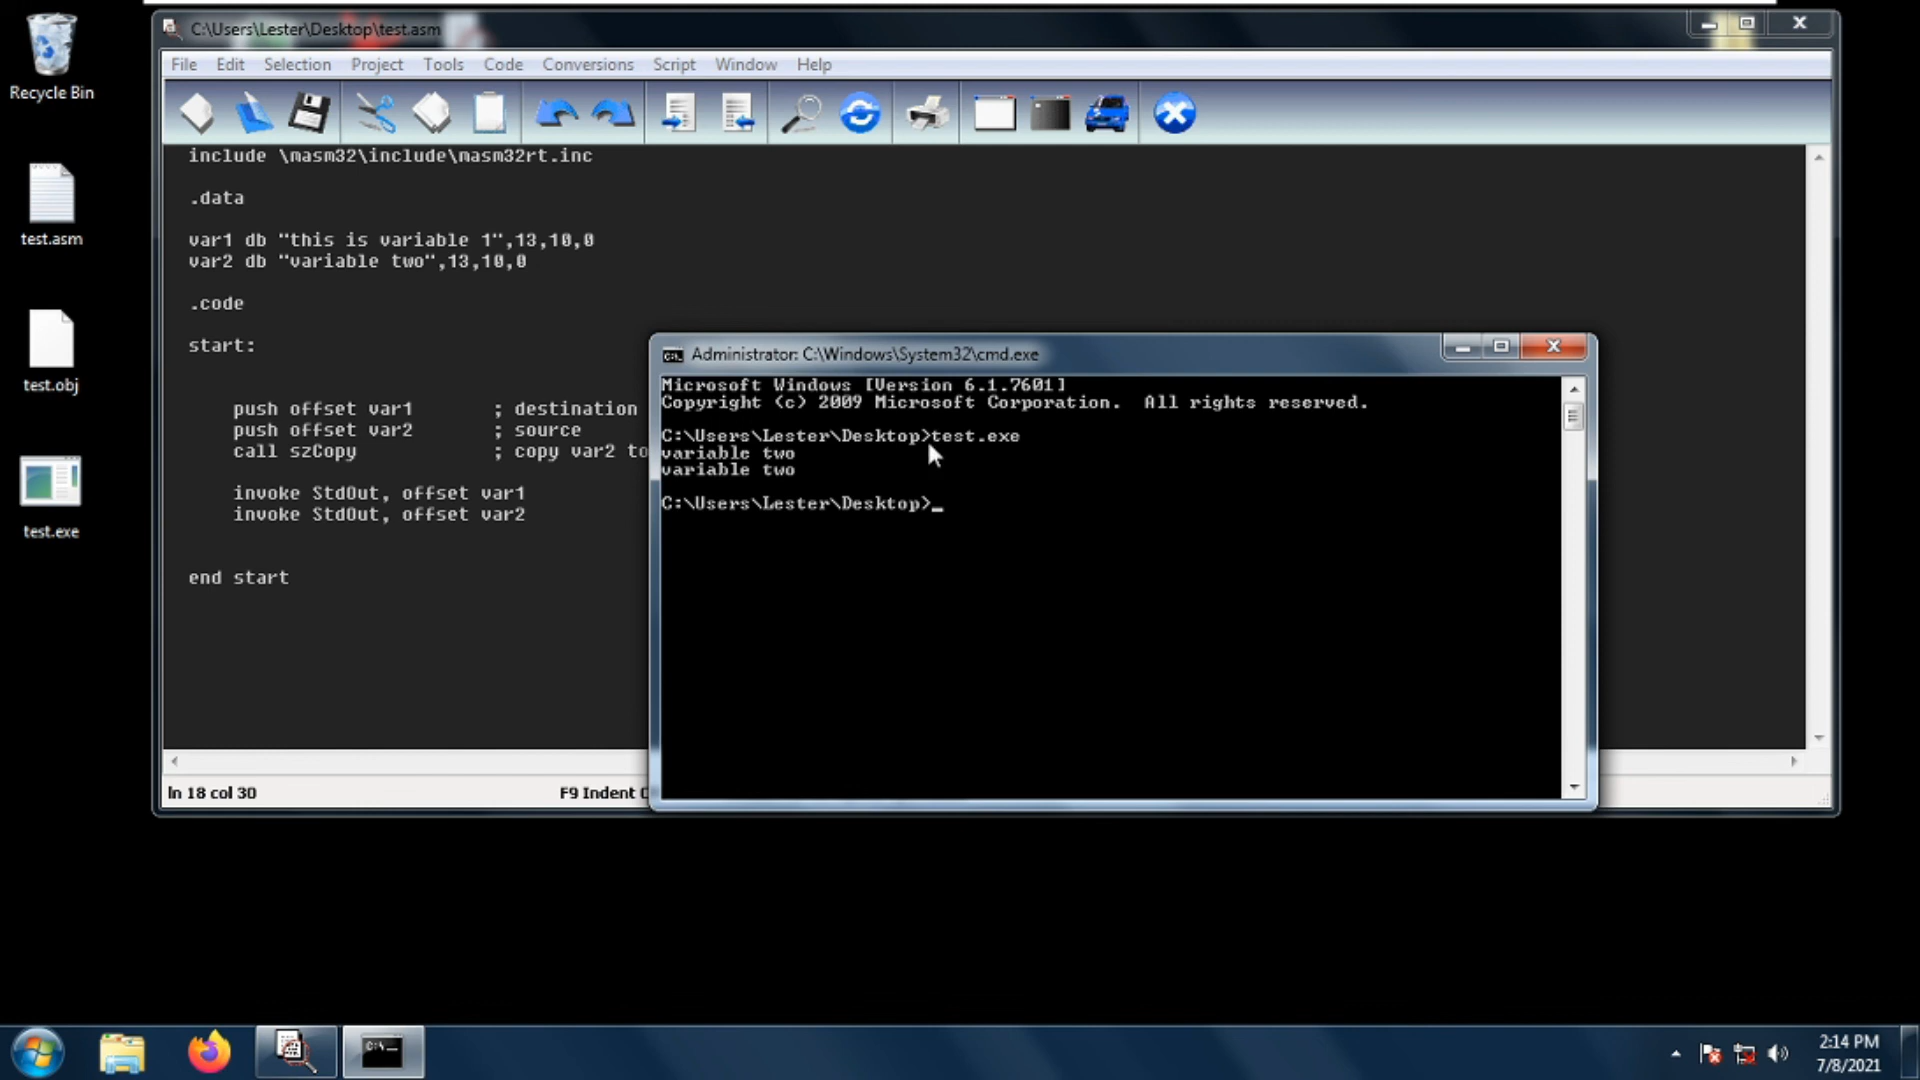 Recycle Bin
test.asm
test.obj
test.exe
C:\Users\Lester\Desktop\test.asm
File Edit Selection Project Tools Code Conversions Script Window Help
include \masm32\include\masm32rt.inc
.data
var1 db "this is variable 1",13,10,0
var2 db "variable two",13,10,0
.code
start:
push offset var1 ; destination
push offset var2 ; source
call szCopy ; copy var2 to
invoke StdOut, offset var1
invoke StdOut, offset var2
end start
ln 18 col 30
F9 Indent
Administrator: C:\Windows\System32\cmd.exe
Microsoft Windows [Version 6.1.7601]
Copyright (c) 2009 Microsoft Corporation. All rights reserved.
C:\Users\Lester\Desktop>test.exe
variable two
variable two
C:\Users\Lester\Desktop>_
2:14 PM
7/8/2021